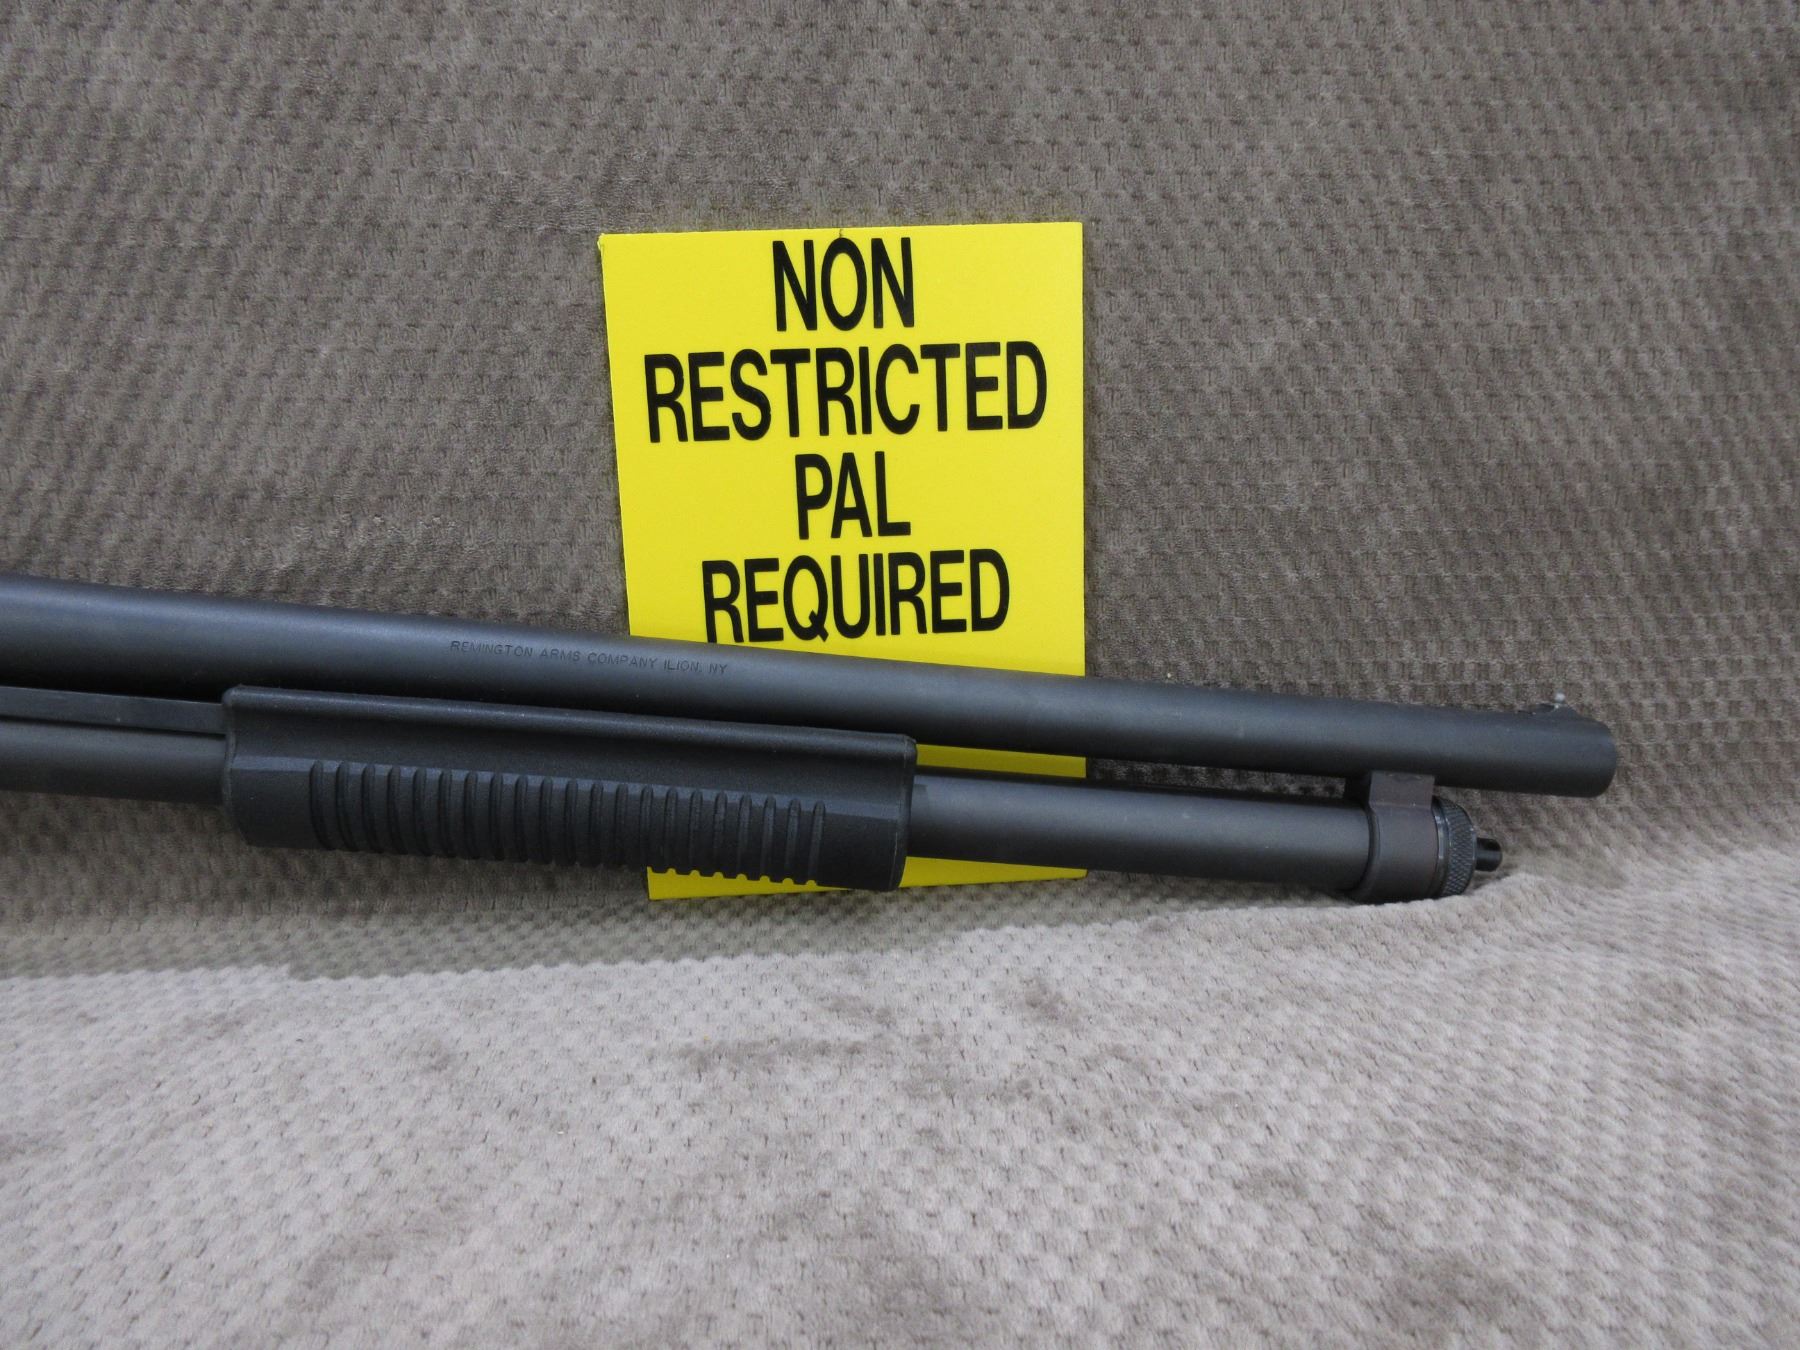 NON
RESTRICTED
PAL
REQUIRED
REMINGTON ARMS COMPANY ILION, NY